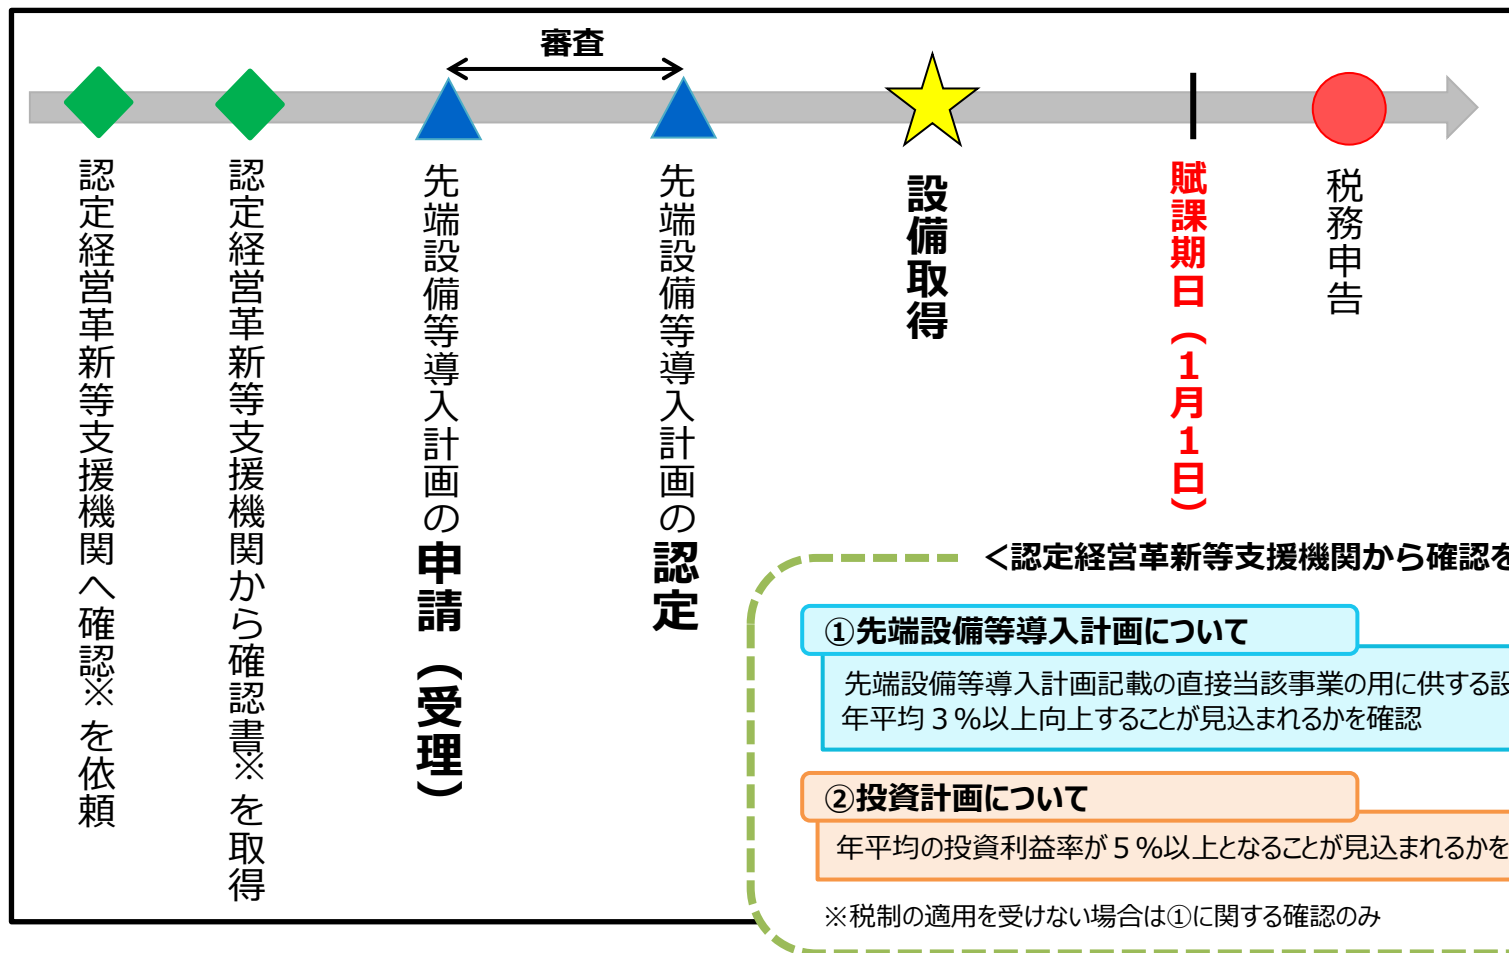 審査
認定経営革新等支援機関へ確認※を依頼
認定経営革新等支援機関から確認書※を取得
先端設備等導入計画の申請（受理）
先端設備等導入計画の認定
設備取得
賦課期日（１月１日）
税務申告
＜認定経営革新等支援機関から確認を
①先端設備等導入計画について
先端設備等導入計画記載の直接当該事業の用に供する設
年平均３％以上向上することが見込まれるかを確認
②投資計画について
年平均の投資利益率が５％以上となることが見込まれるかを
※税制の適用を受けない場合は①に関する確認のみ